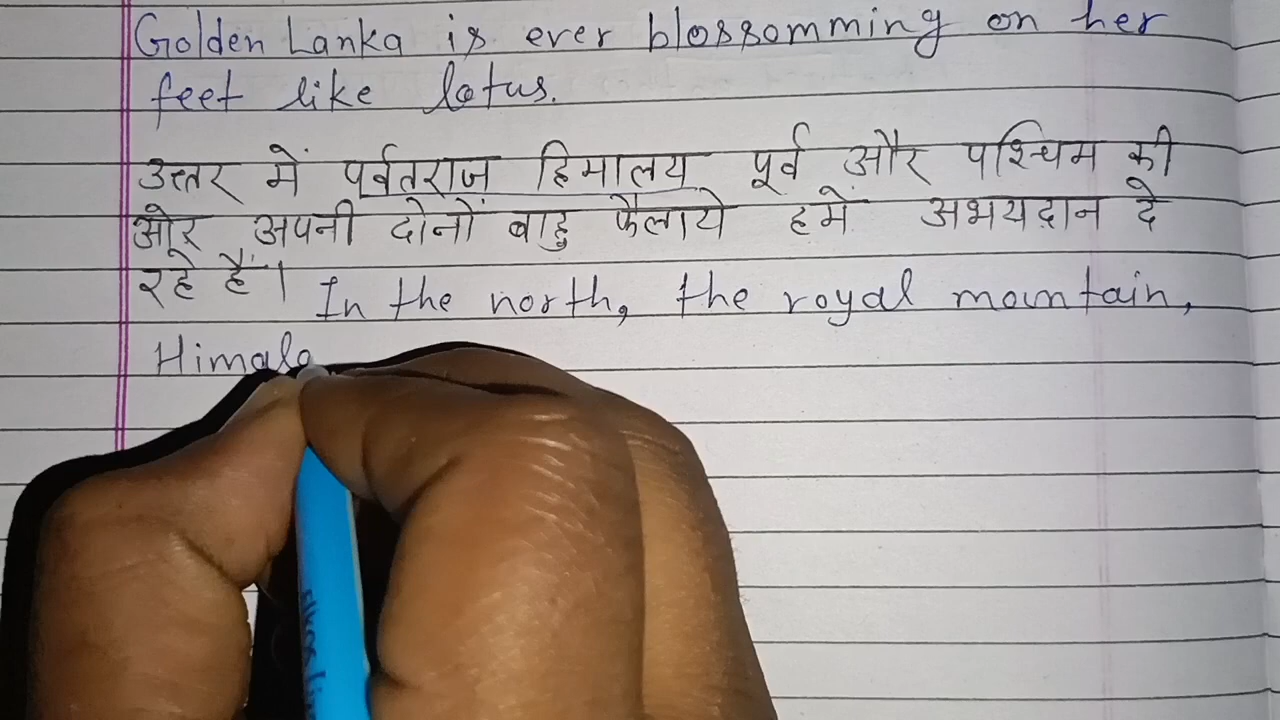 Golden Lanka is ever blossomming on her
feet like lotus.
उत्तर में पर्वतराज हिमालय पूर्व और पश्चिम की
ओर अपनी दोनों बाहु फैलाये हमें अभयदान दे
रहे हैं। In the north, the royal mountain,
Himala